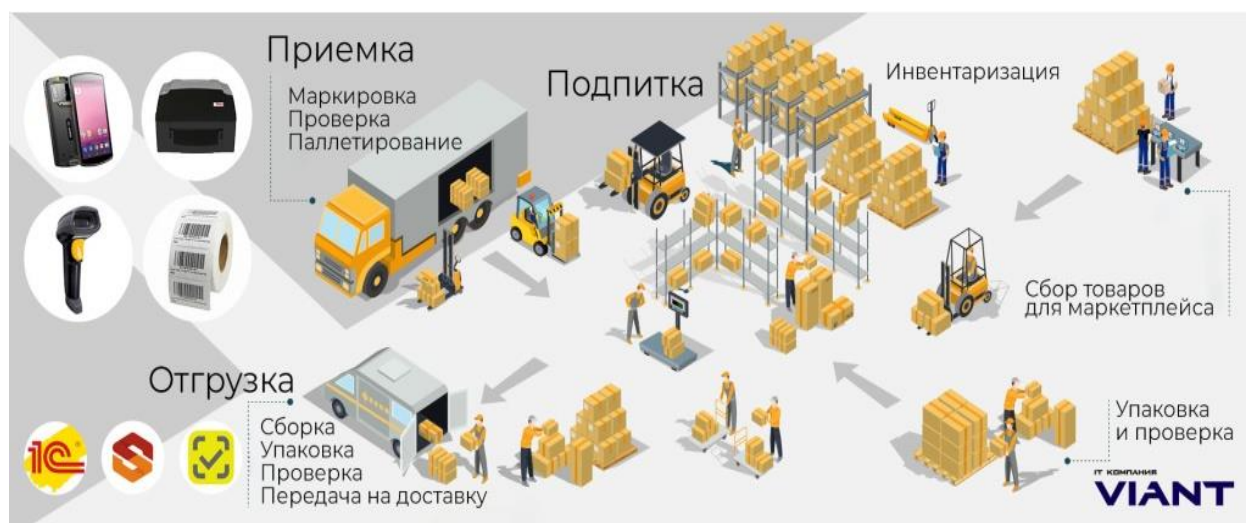 Приемка
Маркировка
Проверка
Паллетирование
Подпитка
Инвентаризация
Сбор товаров
для маркетплейса
Отгрузка
Сборка
Упаковка
Проверка
Передача на доставку
Упаковка
и проверка
1С
IT КОМПАНИЯ
VIANT